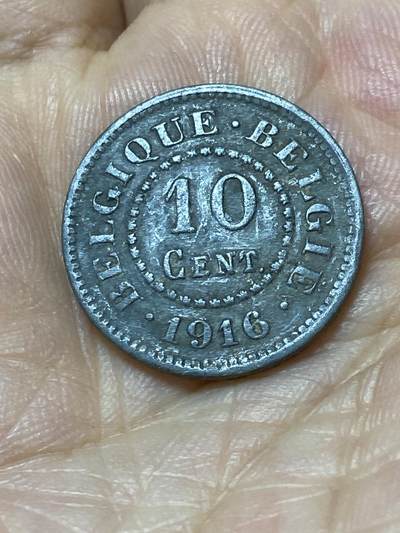 BELGIQUE · BELGIE ·
10
CENT.
· 1916 ·